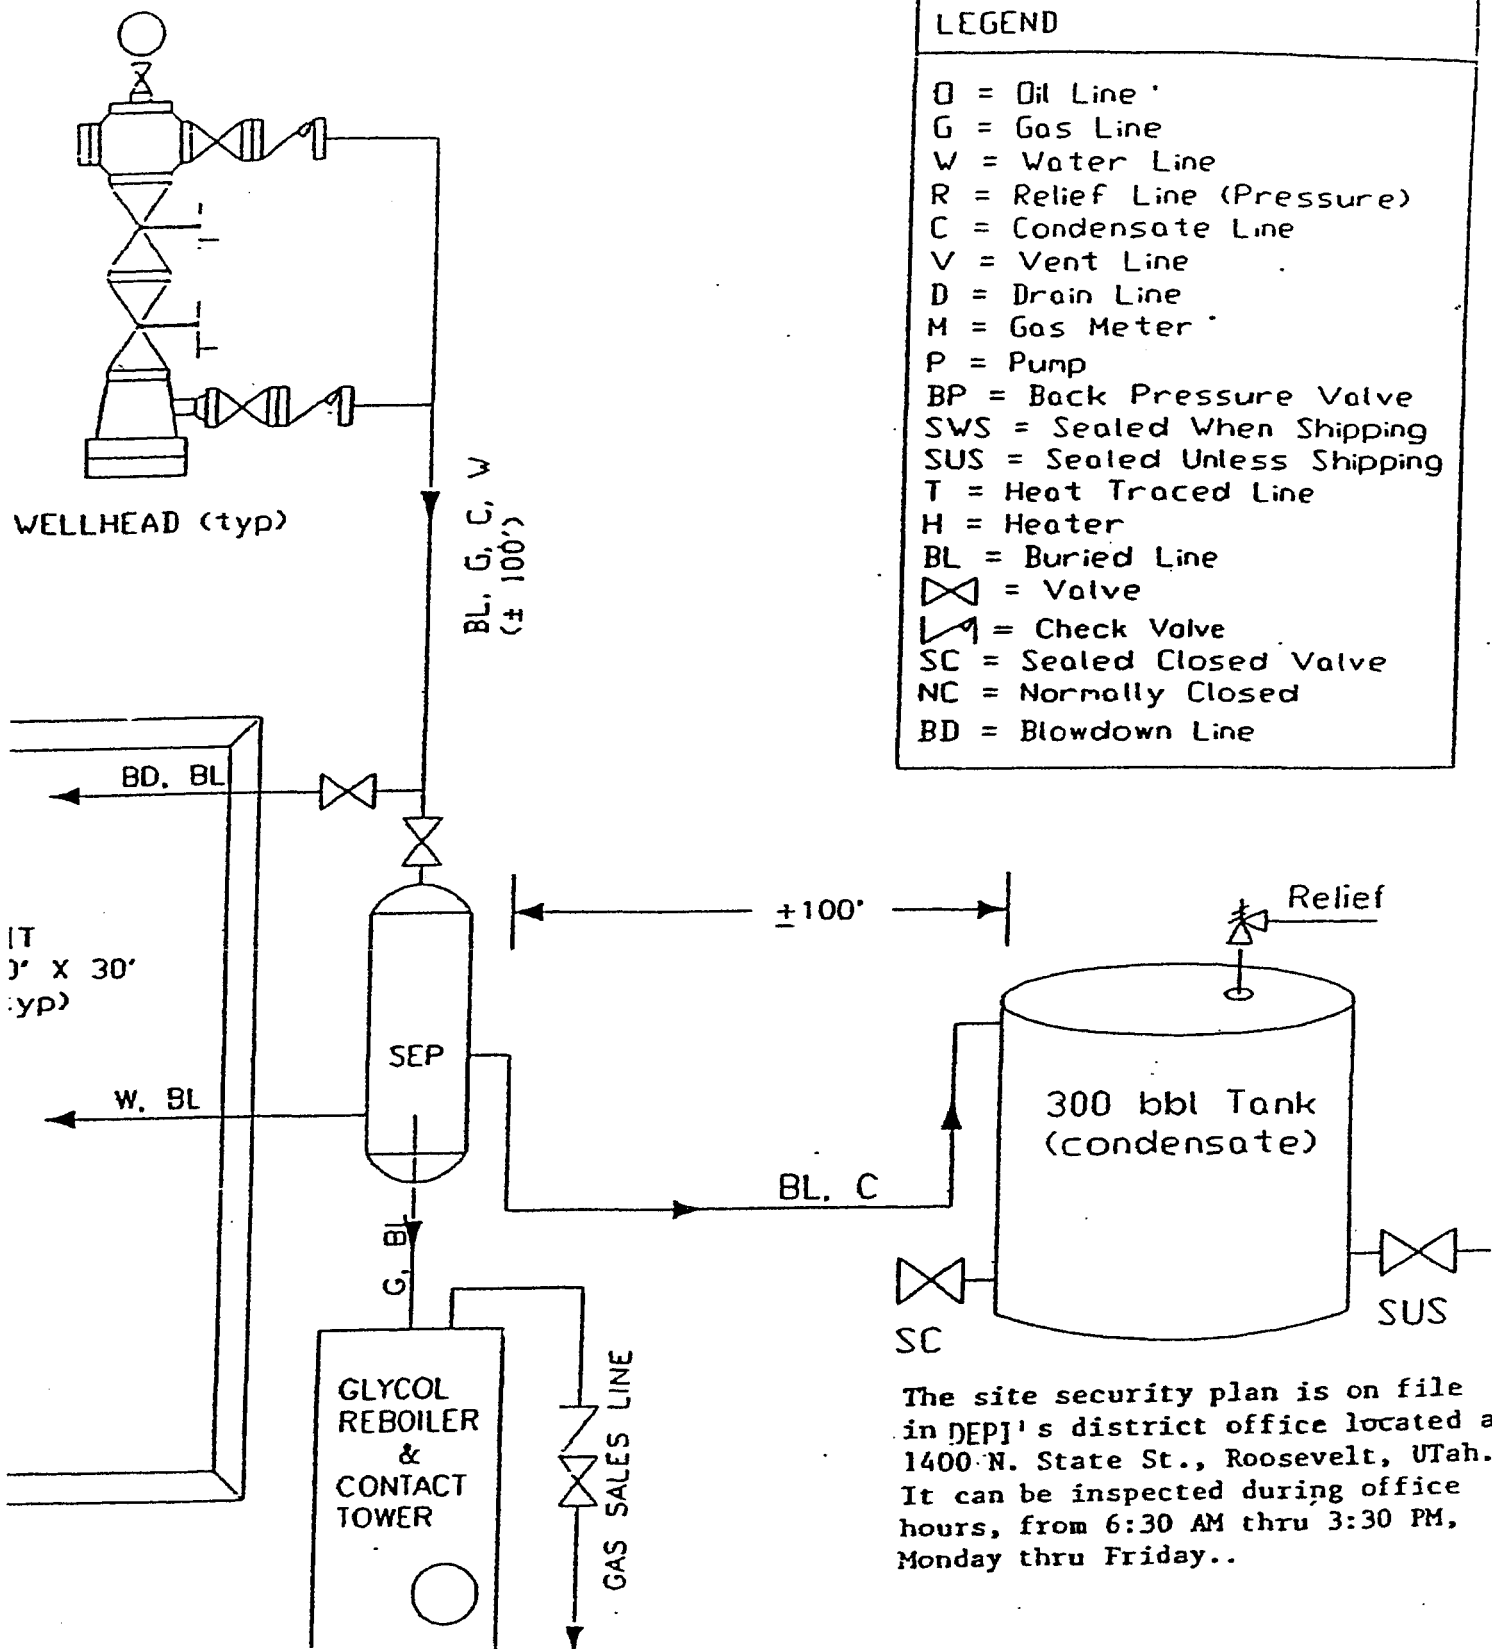 LEGEND
O = Oil Line
G = Gas Line
W = Water Line
R = Relief Line (Pressure)
C = Condensate Line
V = Vent Line
D = Drain Line
M = Gas Meter
P = Pump
BP = Back Pressure Valve
SWS = Sealed When Shipping
SUS = Sealed Unless Shipping
T = Heat Traced Line
H = Heater
BL = Buried Line
= Valve
= Check Valve
SC = Sealed Closed Valve
NC = Normally Closed
BD = Blowdown Line
WELLHEAD (typ)
BL, G, C, W
(± 100')
BD, BL
±100'
Relief
IT
0' X 30'
typ)
SEP
W, BL
300 bbl Tank
(condensate)
BL, C
G, BL
SC
SUS
GLYCOL
REBOILER
&
CONTACT
TOWER
GAS SALES LINE
The site security plan is on file
in DEPI's district office located a
1400 N. State St., Roosevelt, UTah.
It can be inspected during office
hours, from 6:30 AM thru 3:30 PM,
Monday thru Friday..